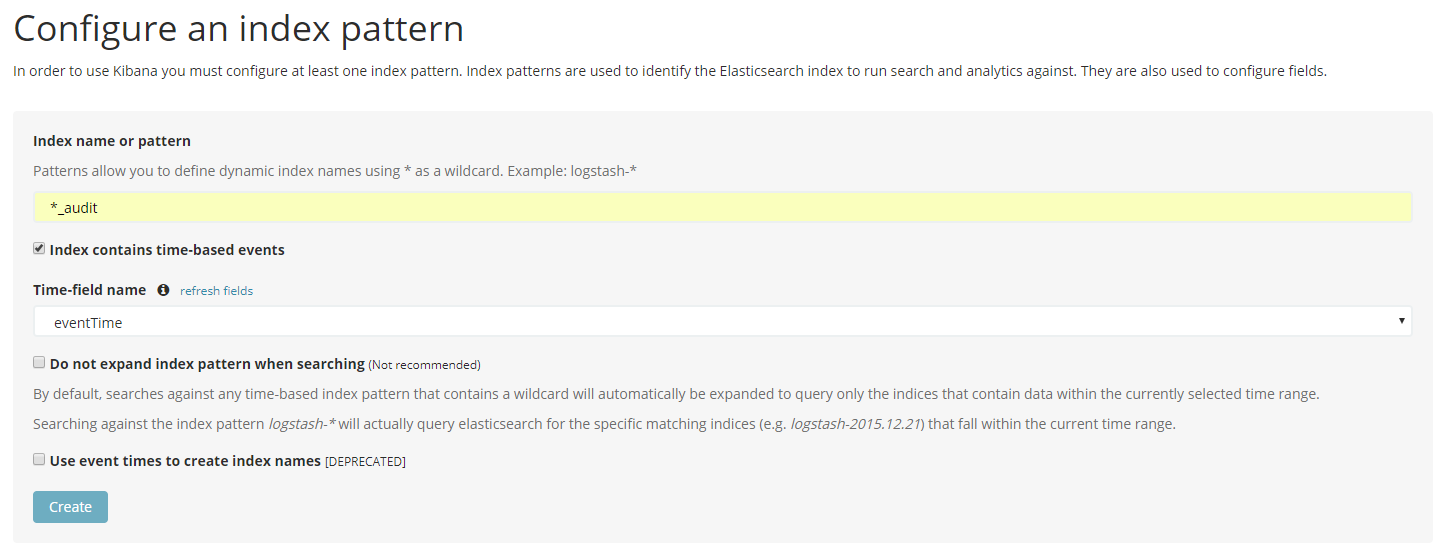 Configure an index pattern
In order to use Kibana you must configure at least one index pattern. Index patterns are used to identify the Elasticsearch index to run search and analytics against. They are also used to configure fields.
Index name or pattern
Patterns allow you to define dynamic index names using * as a wildcard. Example: logstash-*
*_audit
Index contains time-based events
Time-field name refresh fields
eventTime
Do not expand index pattern when searching (Not recommended)
By default, searches against any time-based index pattern that contains a wildcard will automatically be expanded to query only the indices that contain data within the currently selected time range.
Searching against the index pattern logstash-* will actually query elasticsearch for the specific matching indices (e.g. logstash-2015.12.21) that fall within the current time range.
Use event times to create index names [DEPRECATED]
Create